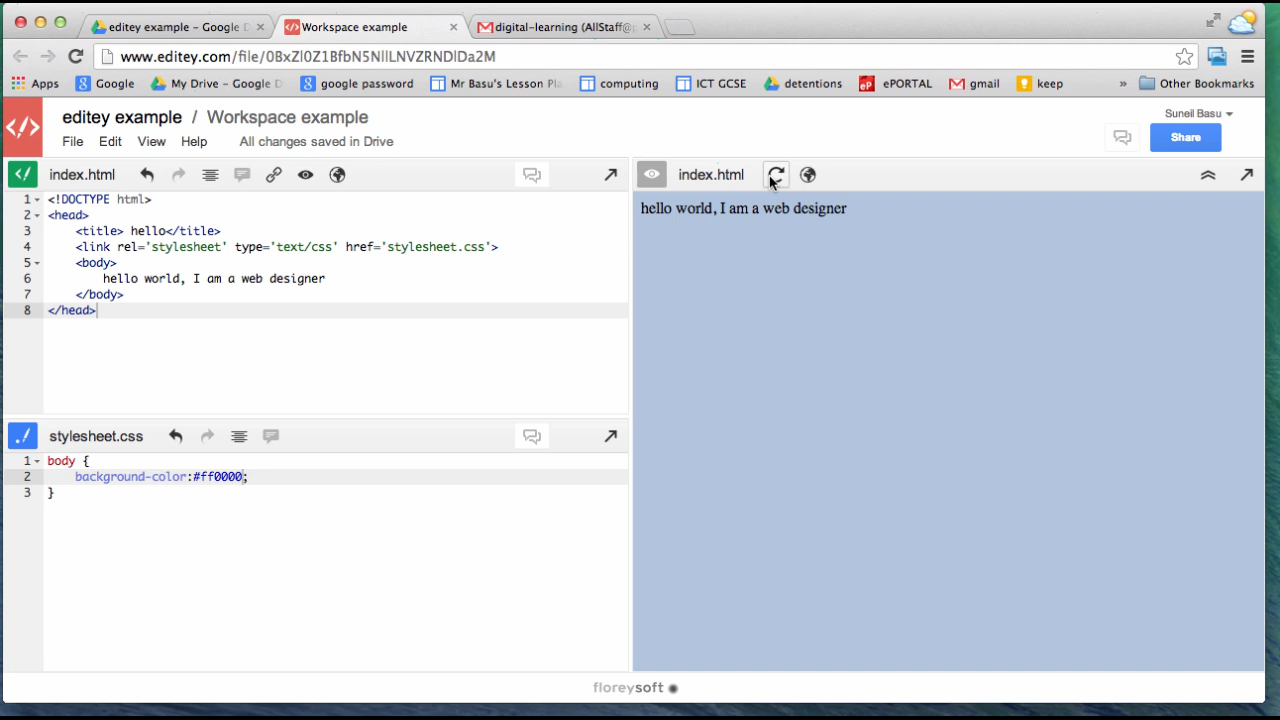 editey example - Google D
Workspace example
digital-learning (AllStaff@p
www.editey.com/file/0BxZl0Z1BfbN5NllLNVZRNDlDa2M
Apps
Google
My Drive - Google D
google password
Mr Basu's Lesson Pla
computing
ICT GCSE
detentions
ePORTAL
gmail
keep
»
Other Bookmarks
editey example / Workspace example
Suneil Basu
File Edit View Help All changes saved in Drive
Share
index.html
1 <!DOCTYPE html>
2 <head>
3 <title> hello</title>
4 <link rel='stylesheet' type='text/css' href='stylesheet.css'>
5 <body>
6 hello world, I am a web designer
7 </body>
8 </head>
stylesheet.css
1 body {
2 background-color:#ff0000;
3 }
index.html
hello world, I am a web designer
floreysoft